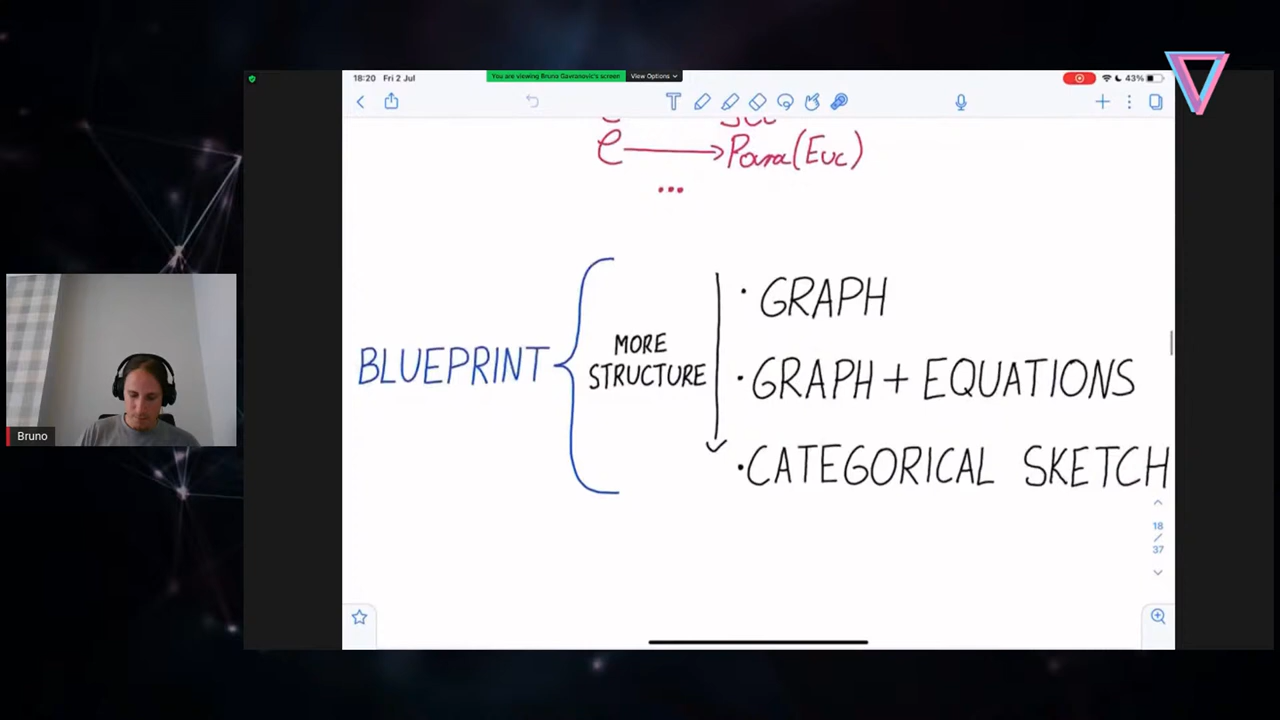 18:20 Fri 2 Jul
You are viewing Bruno Gavranovic's screen View Options
43%
C → Para(Euc)
...
BLUEPRINT
MORE
STRUCTURE
· GRAPH
· GRAPH + EQUATIONS
· CATEGORICAL SKETCH
18
/
37
Bruno